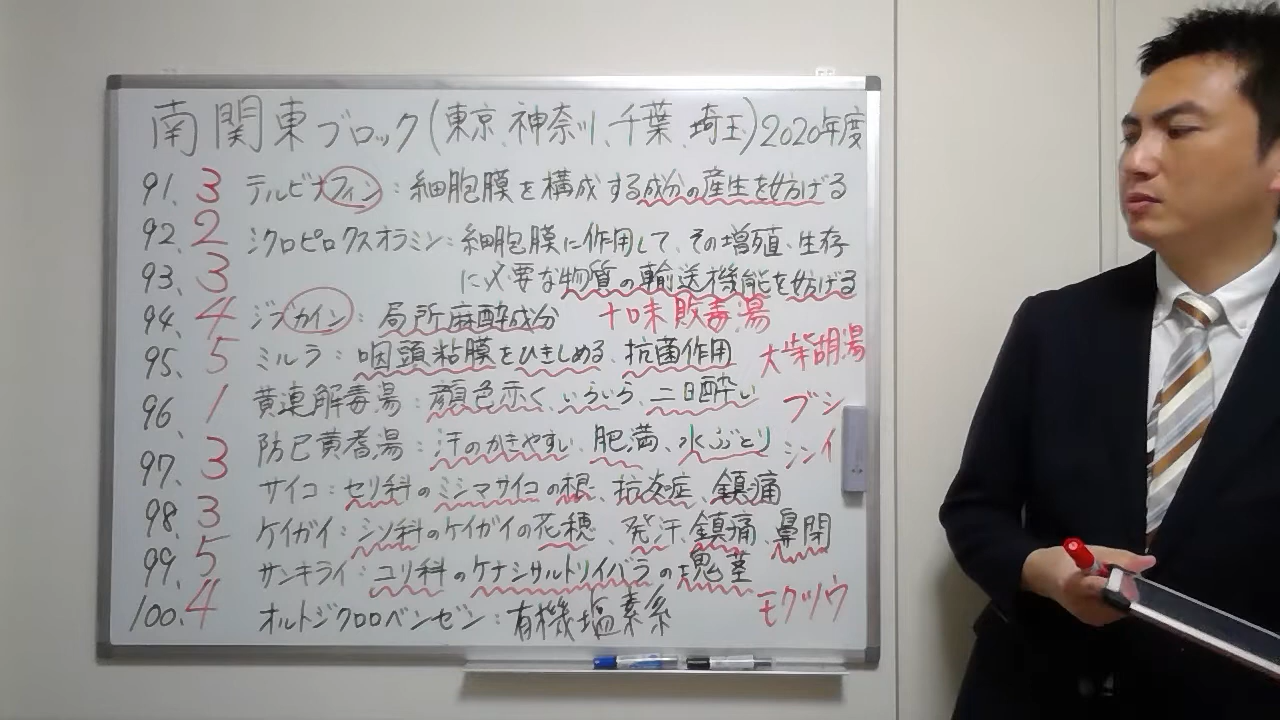 南関東ブロック(東京、神奈川、千葉、埼玉)2020年度
91. 3 テルビナフィン：細胞膜を構成する成分の産生を妨げる
92. 2 シクロピロクスオラミン：細胞膜に作用して、その増殖、生存
93. 3 に必要な物質の輸送機能を妨げる
94. 4 ジブカイン：局所麻酔成分 十味敗毒湯
95. 5 ミルラ：咽頭粘膜をひきしめる、抗菌作用 大柴胡湯
96. 1 黄連解毒湯：顔色赤く、いらいら、二日酔い ブシ
97. 3 防已黄耆湯：汗のかきやすい、肥満、水ぶとり シンイ
サイコ：セリ科のミシマサイコの根、抗炎症、鎮痛
98. 3 ケイガイ：シソ科のケイガイの花穂、発汗、鎮痛、鼻閉
99. 5 サンキライ：ユリ科のケナシサルトリイバラの塊茎
100. 4 オルトジクロロベンゼン：有機塩素系 モクツウ